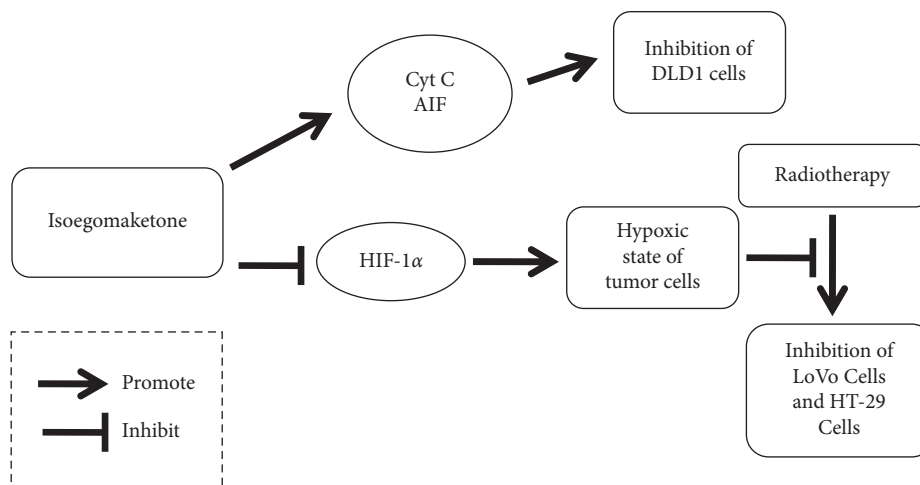 Inhibition of
DLD1 cells
Cyt C
AIF
Radiotherapy
Isoegomaketone
HIF-1α
Hypoxic
state of
tumor cells
Inhibition of
LoVo Cells
and HT-29
Cells
Promote
Inhibit